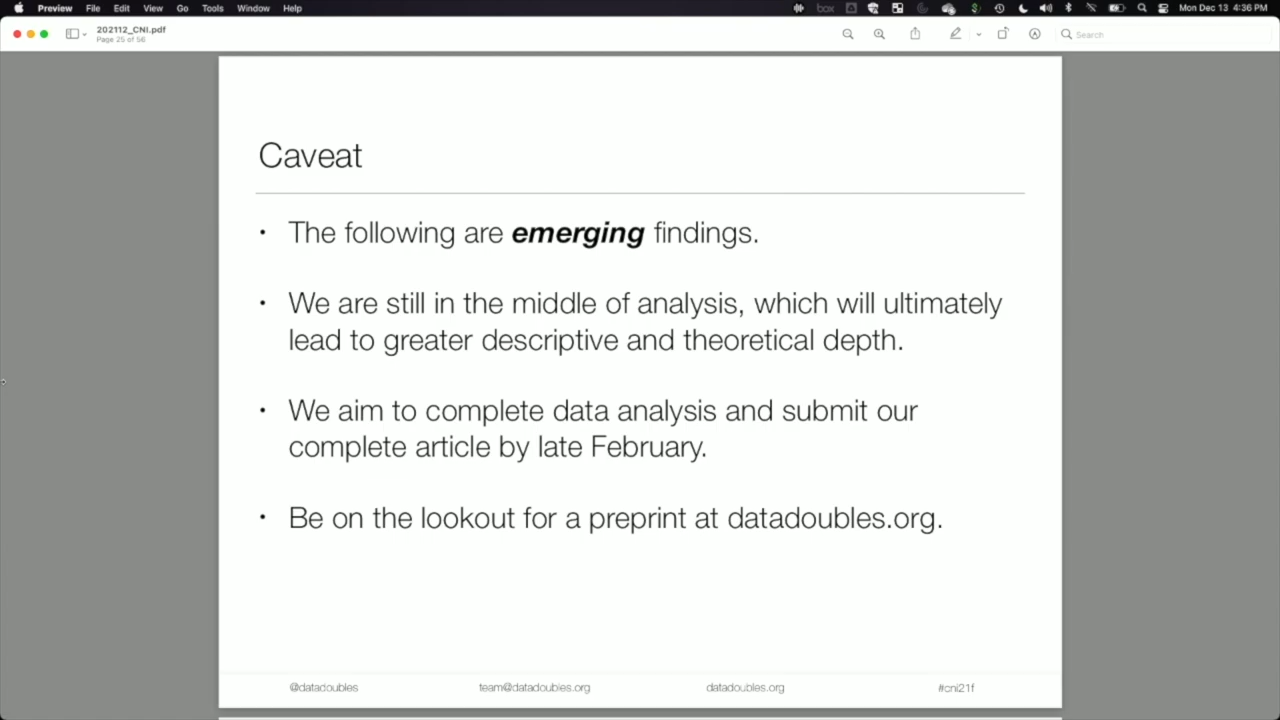 Preview File Edit View Go Tools Window Help
box
Mon Dec 13 4:36 PM
202112_CNI.pdf
Page 25 of 56
Search
Caveat
• The following are emerging findings.
• We are still in the middle of analysis, which will ultimately
lead to greater descriptive and theoretical depth.
• We aim to complete data analysis and submit our
complete article by late February.
• Be on the lookout for a preprint at datadoubles.org.
@datadoubles team@datadoubles.org datadoubles.org #cni21f